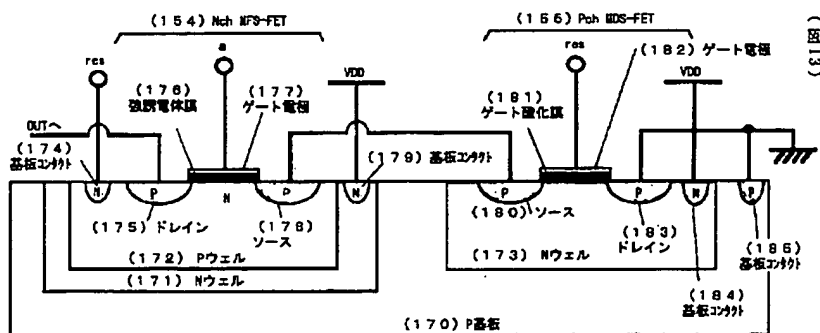 (図13)
(154) Nch MFS-FET
(156) Pch MOS-FET
res
a
res
(182) ゲート電極
(176)
強誘電体膜
(177)
ゲート電極
VDD
(181)
ゲート酸化膜
VDD
OUTへ
(174)
基板コンタクト
(179) 基板コンタクト
N
P
N
P
N
P
P
N
P
(175) ドレイン
(178)
ソース
(180) ソース
(183)
ドレイン
(185)
基板コンタクト
(172) Pウェル
(173) Nウェル
(171) Nウェル
(184)
基板コンタクト
(170) P基板